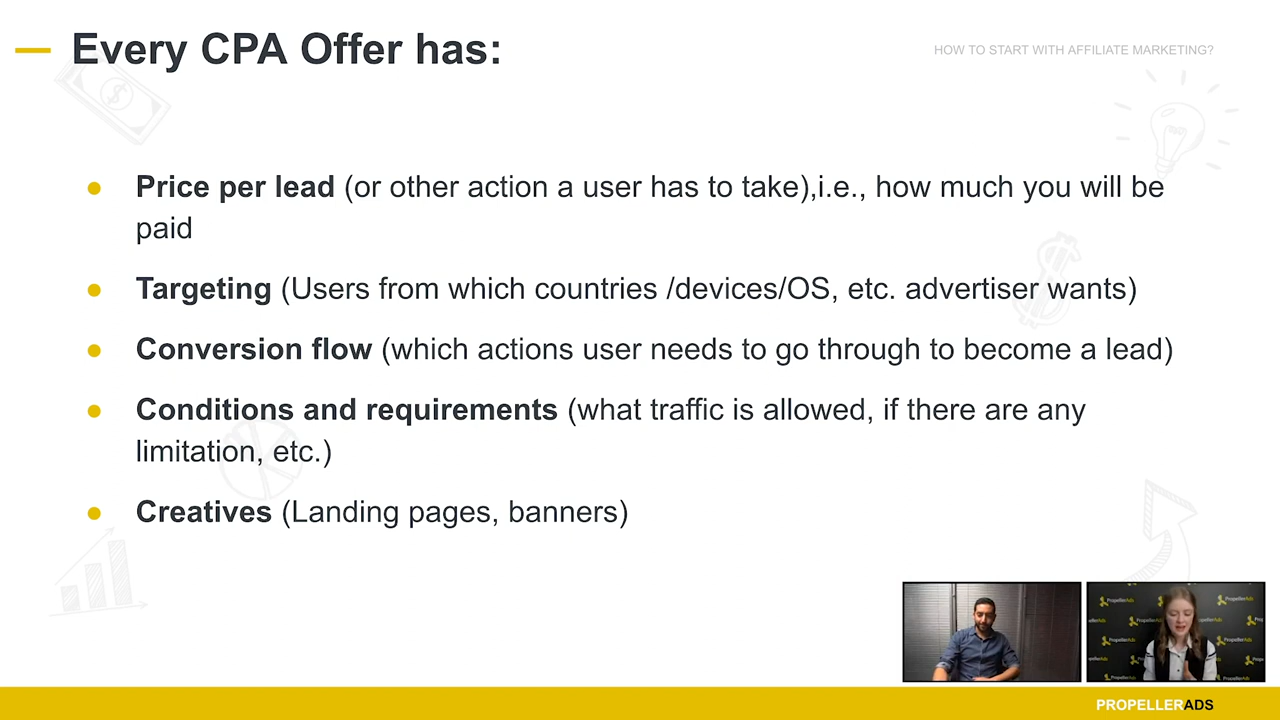 Every CPA Offer has:
HOW TO START WITH AFFILIATE MARKETING?
● Price per lead (or other action a user has to take),i.e., how much you will be
paid
● Targeting (Users from which countries /devices/OS, etc. advertiser wants)
● Conversion flow (which actions user needs to go through to become a lead)
● Conditions and requirements (what traffic is allowed, if there are any
limitation, etc.)
● Creatives (Landing pages, banners)
PropellerAds
PROPELLERADS